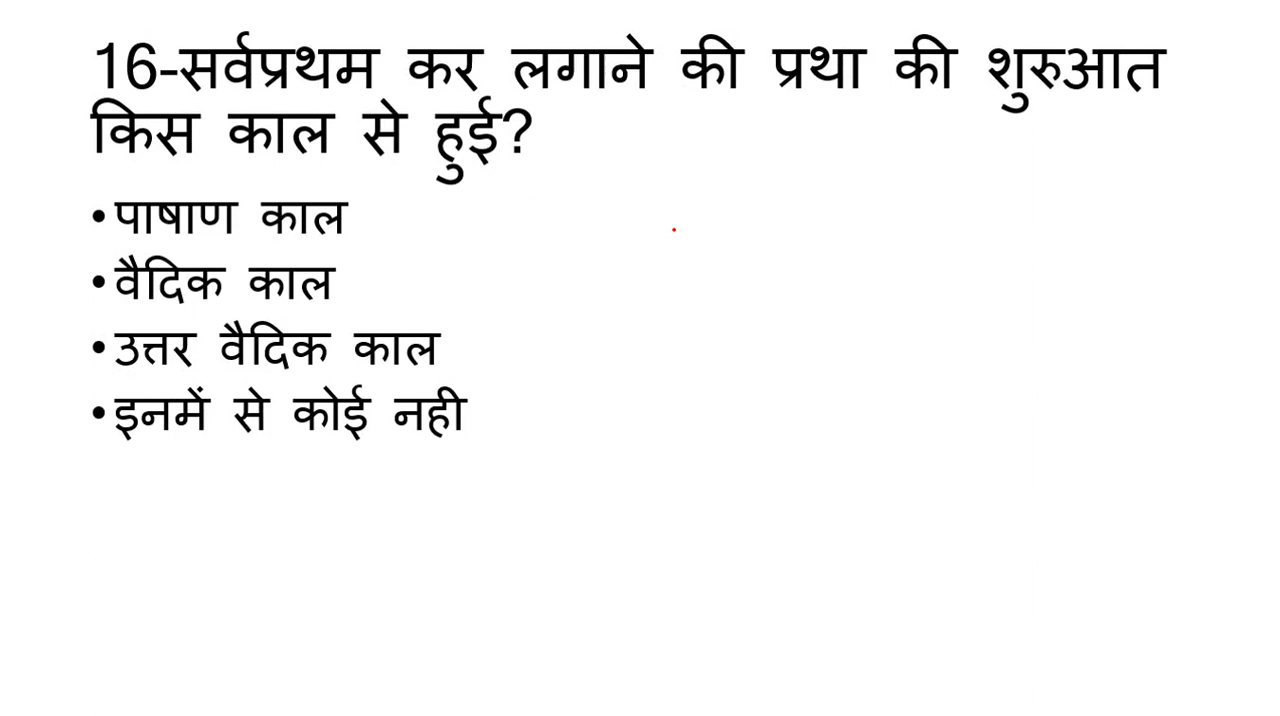 16-सर्वप्रथम कर लगाने की प्रथा की शुरुआत
किस काल से हुई?
•पाषाण काल
•वैदिक काल
•उत्तर वैदिक काल
•इनमें से कोई नही